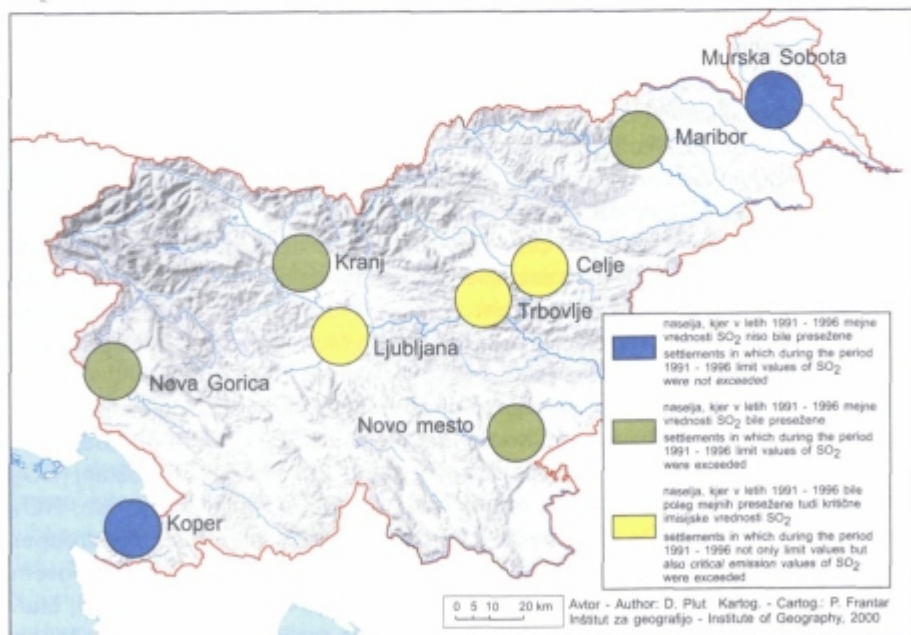 Murska Sobota
Maribor
Kranj
Celje
Trbovlje
Ljubljana
Nova Gorica
Novo mesto
Koper
naselja, kjer v letih 1991 - 1996 mejne
vrednosti SO2 niso bile presežene
settlements in which during the period
1991 - 1996 limit values of SO2
were not exceeded
naselja, kjer v letih 1991 - 1996 mejne
vrednosti SO2 bile presežene
settlements in which during the period
1991 - 1996 limit values of SO2
were exceeded
naselja, kjer v letih 1991 - 1996 bile
poleg mejnih presežene tudi kritične
imisijske vrednosti SO2
settlements in which during the period
1991 - 1996 not only limit values but
also critical emission values of SO2
were exceeded
0 5 10 20 km
Avtor - Author: D. Plut Kartog. - Cartog.: P. Frantar
Inštitut za geografijo - Institute of Geography, 2000